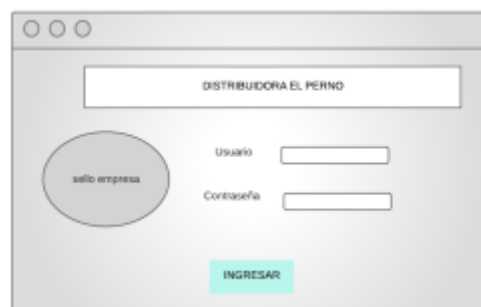 DISTRIBUIDORA EL PERNO
Usuario
sello empresa
Contraseña
INGRESAR